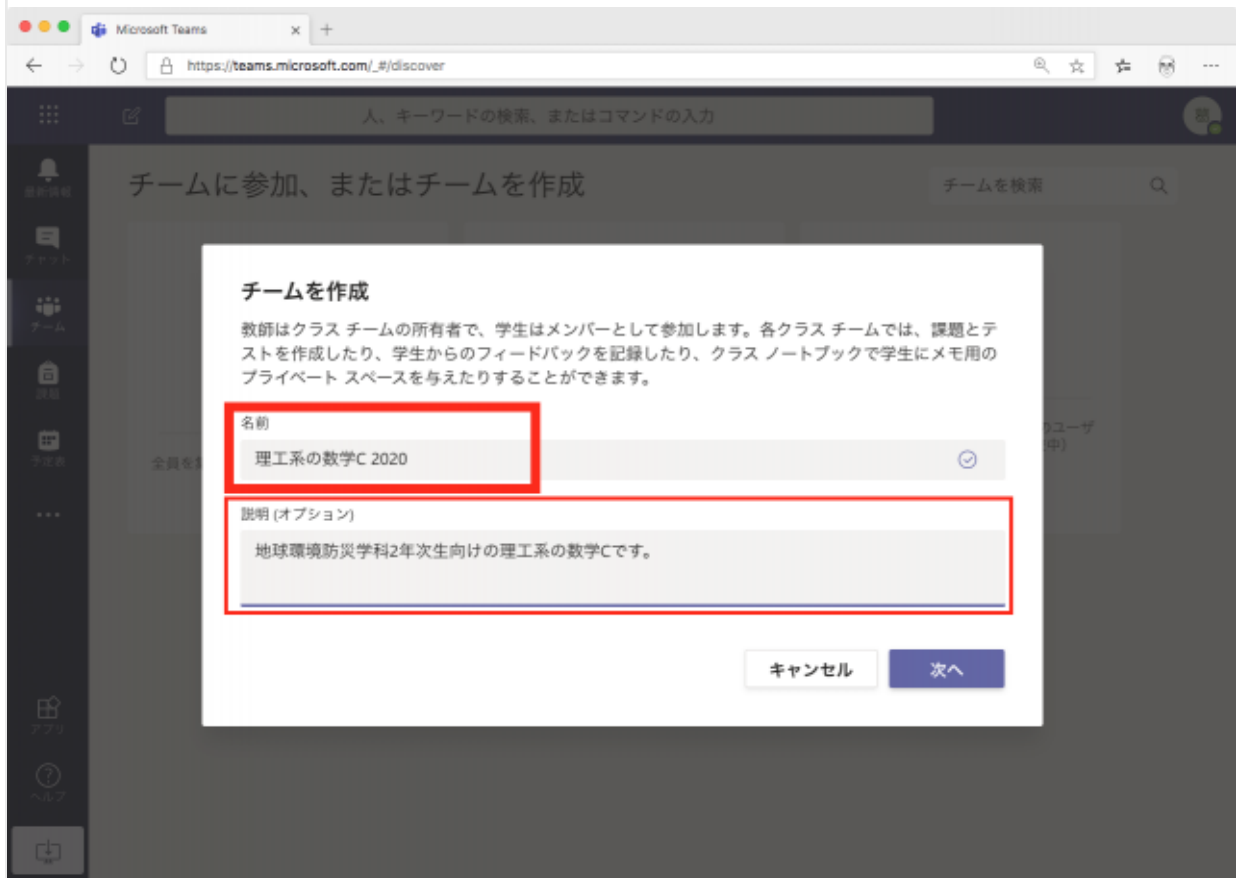 Microsoft Teams
https://teams.microsoft.com/_#/discover
人、キーワードの検索、またはコマンドの入力
最新情報
チームに参加、またはチームを作成
チームを検索
チャット
チーム
課題
予定表
アプリ
ヘルプ
チームを作成
教師はクラス チームの所有者で、学生はメンバーとして参加します。各クラス チームでは、課題とテ
ストを作成したり、学生からのフィードバックを記録したり、クラス ノートブックで学生にメモ用の
プライベート スペースを与えたりすることができます。
名前
理工系の数学C 2020
説明 (オプション)
地球環境防災学科2年次生向けの理工系の数学Cです。
キャンセル
次へ
全員を
のユーザ
中)